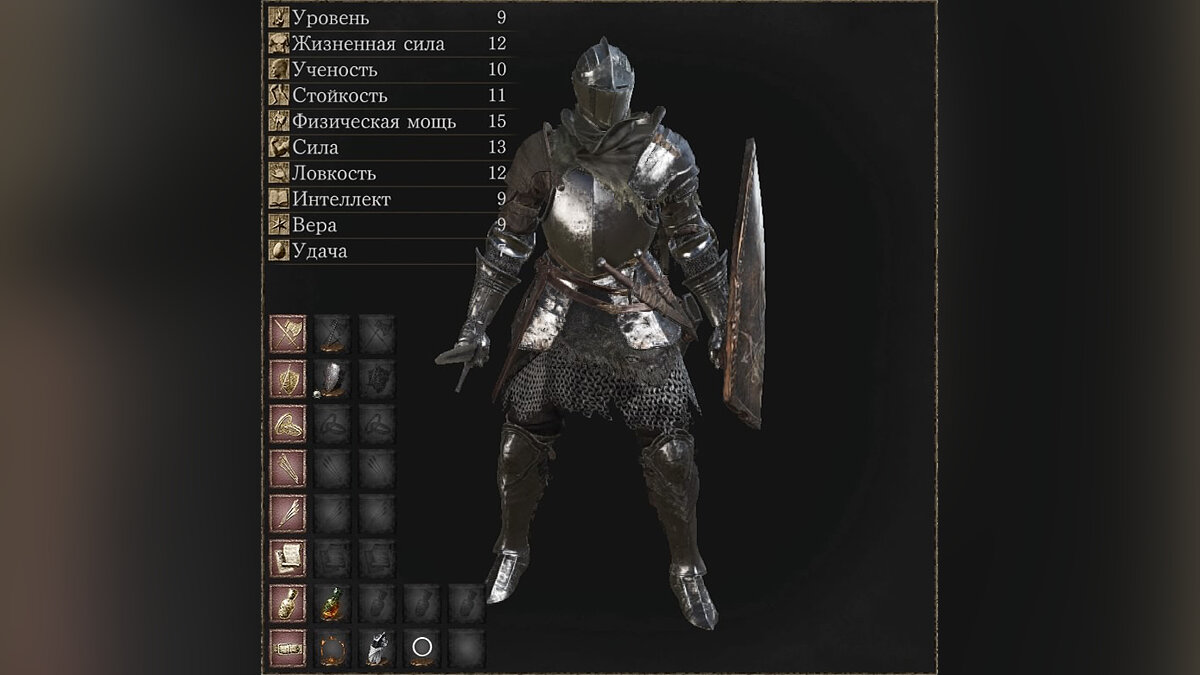 Уровень 9
Жизненная сила 12
Ученость 10
Стойкость 11
Физическая мощь 15
Сила 13
Ловкость 12
Интеллект 9
Вера 9
Удача